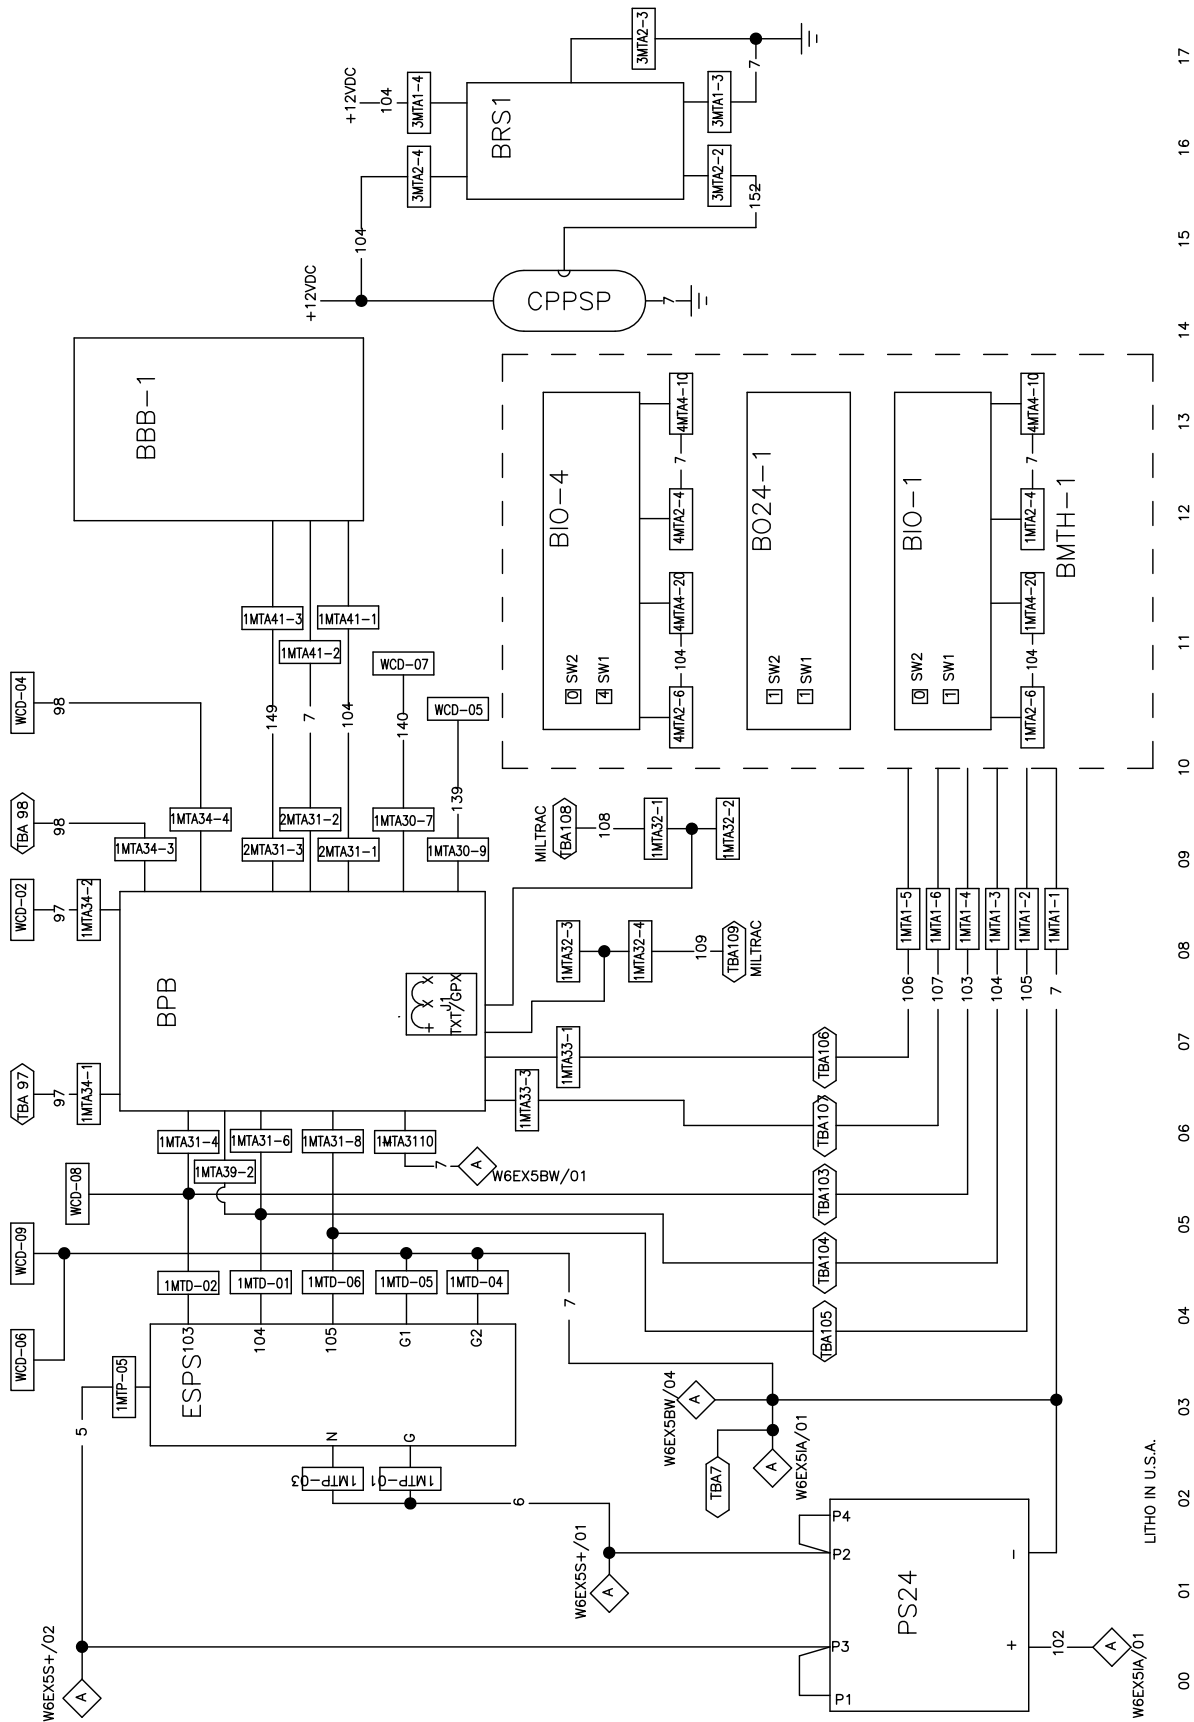 W6EX5S+/02
A
5
1MTP-05
ESPS
103
104
105
G1
G2
N
G
1MTP-03
1MTP-01
6
W6EX5S+/01
A
WCD-06
WCD-09
WCD-08
1MTD-02
1MTD-01
1MTD-06
1MTD-05
1MTD-04
7
1MTA31-4
1MTA39-2
1MTA31-6
1MTA31-8
1MTA3110
7
A
W6EX5BW/01
TBA 97
97
1MTA34-1
WCD-02
97
1MTA34-2
TBA 98
98
1MTA34-3
WCD-04
98
1MTA34-4
BPB
+ X X
J1
TXT/GPX
2MTA31-3
2MTA31-2
2MTA31-1
1MTA30-7
1MTA30-9
149
7
104
140
139
1MTA41-3
1MTA41-2
1MTA41-1
WCD-07
WCD-05
BBB-1
1MTA33-3
1MTA33-1
1MTA32-3
1MTA32-4
109
TBA109
MILTRAC
MILTRAC
TBA108
108
1MTA32-1
1MTA32-2
TBA106
TBA107
TBA103
TBA104
TBA105
106
107
103
104
105
7
1MTA1-5
1MTA1-6
1MTA1-4
1MTA1-3
1MTA1-2
1MTA1-1
W6EX5BW/04
A
TBA7
A
W6EX5IA/01
PS24
P1
P3
P2
P4
+
-
102
A
W6EX5IA/01
BIO-4
0 SW2
4 SW1
4MTA2-6
104
4MTA4-20
4MTA2-4
7
4MTA4-10
BO24-1
1 SW2
1 SW1
BIO-1
0 SW2
1 SW1
1MTA2-6
104
1MTA4-20
1MTA2-4
7
4MTA4-10
BMTH-1
+12VDC
104
CPPSP
7
+12VDC
104
3MTA2-4
3MTA1-4
BRS1
3MTA2-3
3MTA2-2
3MTA1-3
152
7
LITHO IN U.S.A.
00
01
02
03
04
05
06
07
08
09
10
11
12
13
14
15
16
17